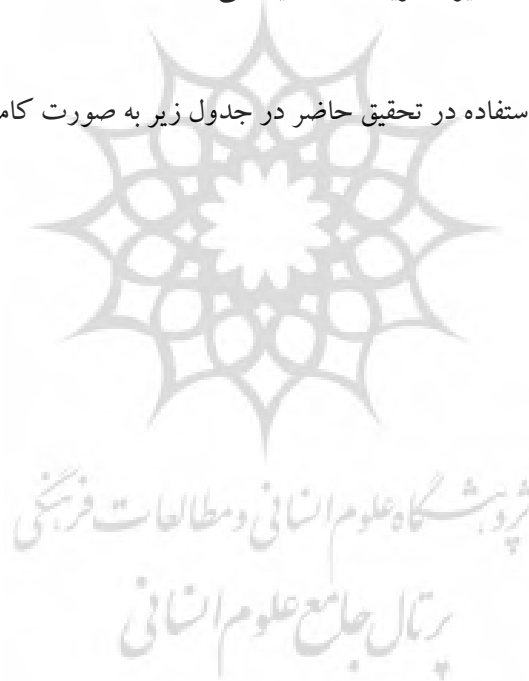 ستفاده در تحقیق حاضر در جدول زیر به صورت کام
پژوهشگاه علوم انسانی و مطالعات فرهنگی
پرتال جامع علوم انسانی